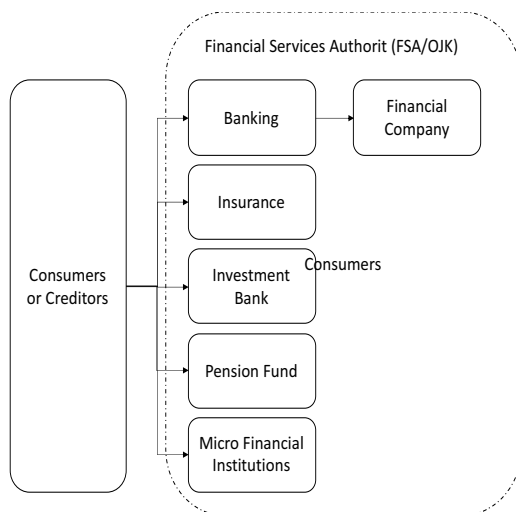 Financial Services Authorit (FSA/OJK)
Banking
Financial
Company
Insurance
Consumers
or Creditors
Investment
Bank
Consumers
Pension Fund
Micro Financial
Institutions